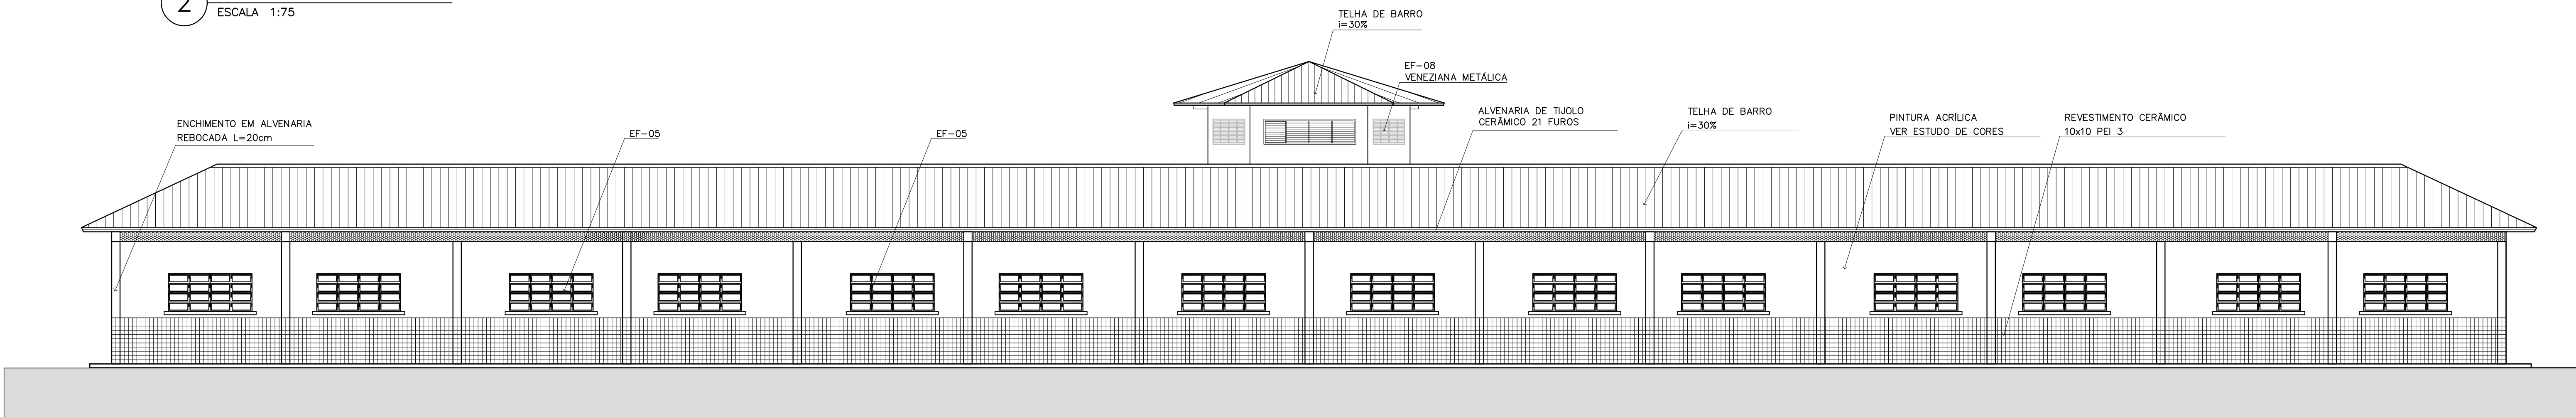 2
ESCALA 1:75
TELHA DE BARRO
i=30%
EF-08
VENEZIANA METÁLICA
ENCHIMENTO EM ALVENARIA
REBOCADA L=20cm
EF-05
EF-05
ALVENARIA DE TIJOLO
CERÂMICO 21 FUROS
TELHA DE BARRO
i=30%
PINTURA ACRÍLICA
VER ESTUDO DE CORES
REVESTIMENTO CERÂMICO
10x10 PEI 3